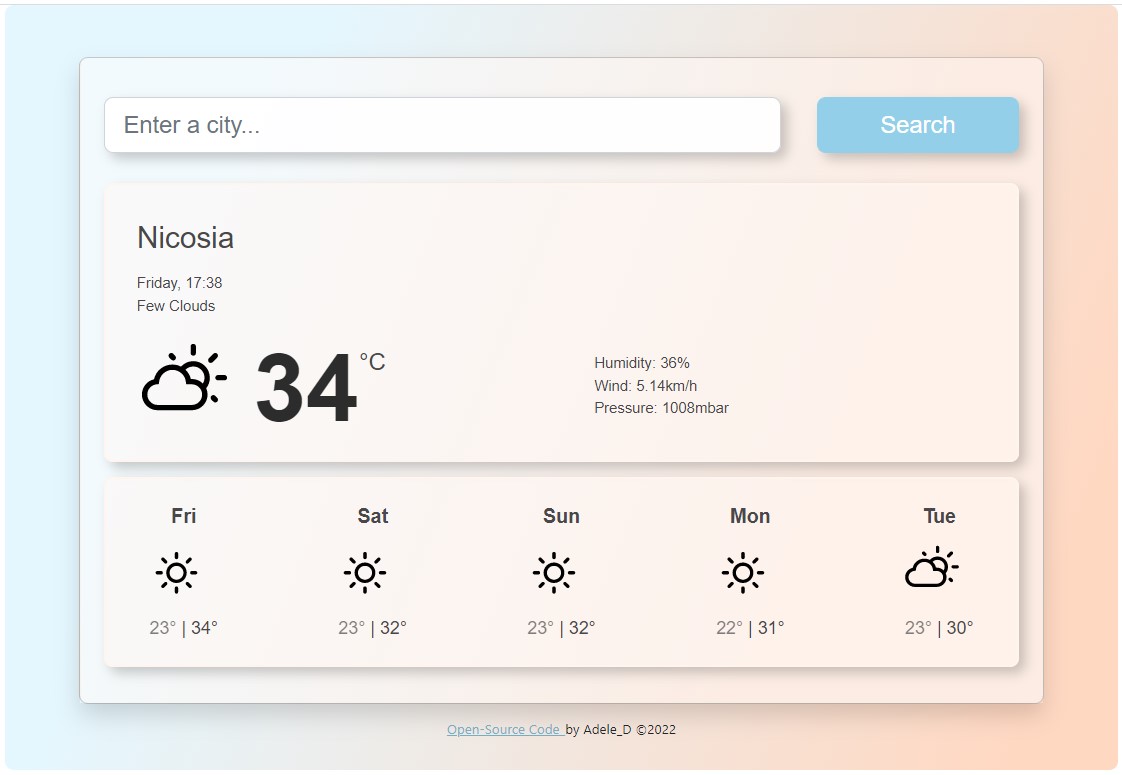 Enter a city...
Search
Nicosia
Friday, 17:38
Few Clouds
34 °C
Humidity: 36%
Wind: 5.14km/h
Pressure: 1008mbar
Fri Sat Sun Mon Tue
23° | 34° 23° | 32° 23° | 32° 22° | 31° 23° | 30°
Open-Source Code by Adele_D ©2022